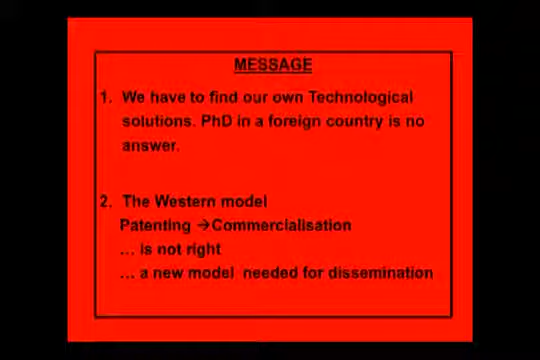 MESSAGE
1. We have to find our own Technological
solutions. PhD in a foreign country is no
answer.
2. The Western model
Patenting →Commercialisation
... is not right
... a new model needed for dissemination